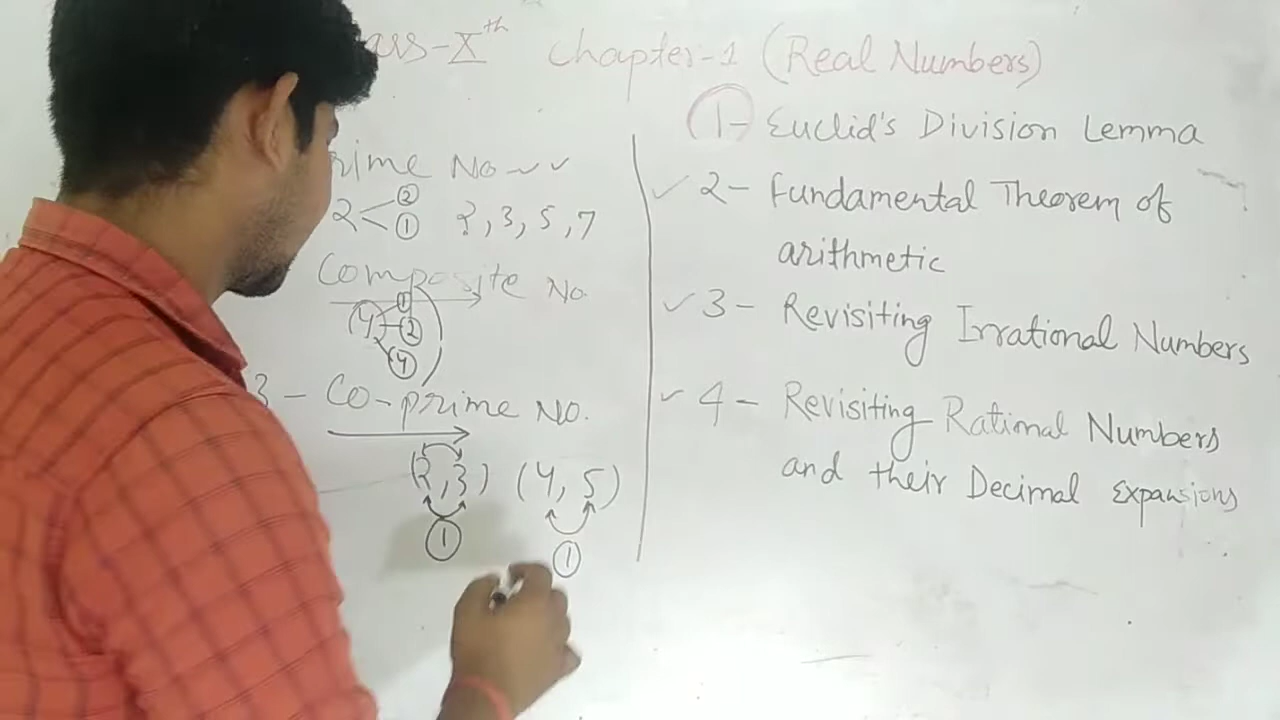 X^th Chapter-1 (Real Numbers)
No
2 2 1 2, 3, 5, 7
Composite No
4 1 2 4
3 - Co-prime No.
(2, 3) (4, 5)
1 1
1- Euclid's Division Lemma
2- Fundamental Theorem of
arithmetic
3- Revisiting Irrational Numbers
4- Revisiting Rational Numbers
and their Decimal Expansions